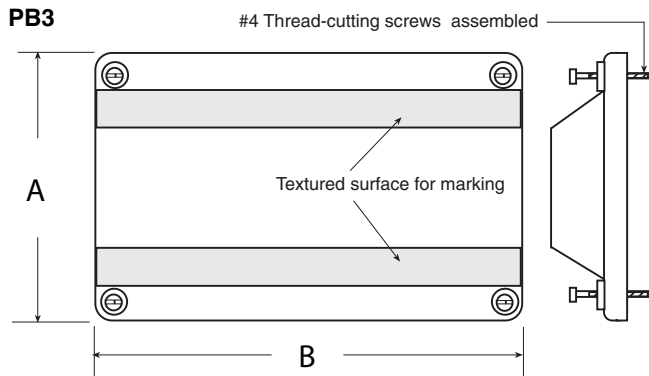 PB3
#4 Thread-cutting screws assembled
A
Textured surface for marking
B